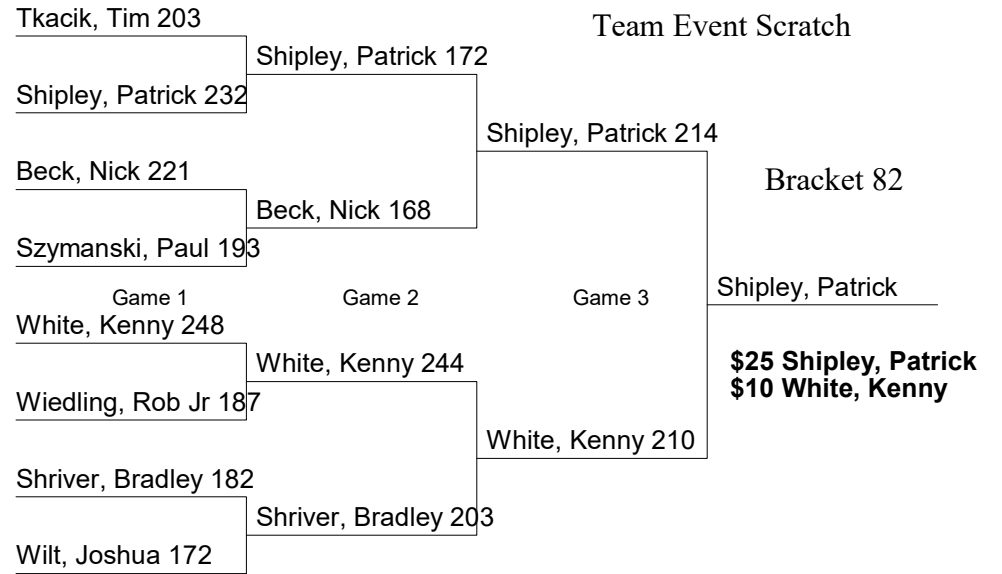 Tkacik, Tim 203
Team Event Scratch
Shipley, Patrick 172
Shipley, Patrick 232
Shipley, Patrick 214
Beck, Nick 221
Bracket 82
Beck, Nick 168
Szymanski, Paul 193
Game 1
Game 2
Game 3
Shipley, Patrick
White, Kenny 248
White, Kenny 244
$25 Shipley, Patrick
$10 White, Kenny
Wiedling, Rob Jr 187
White, Kenny 210
Shriver, Bradley 182
Shriver, Bradley 203
Wilt, Joshua 172